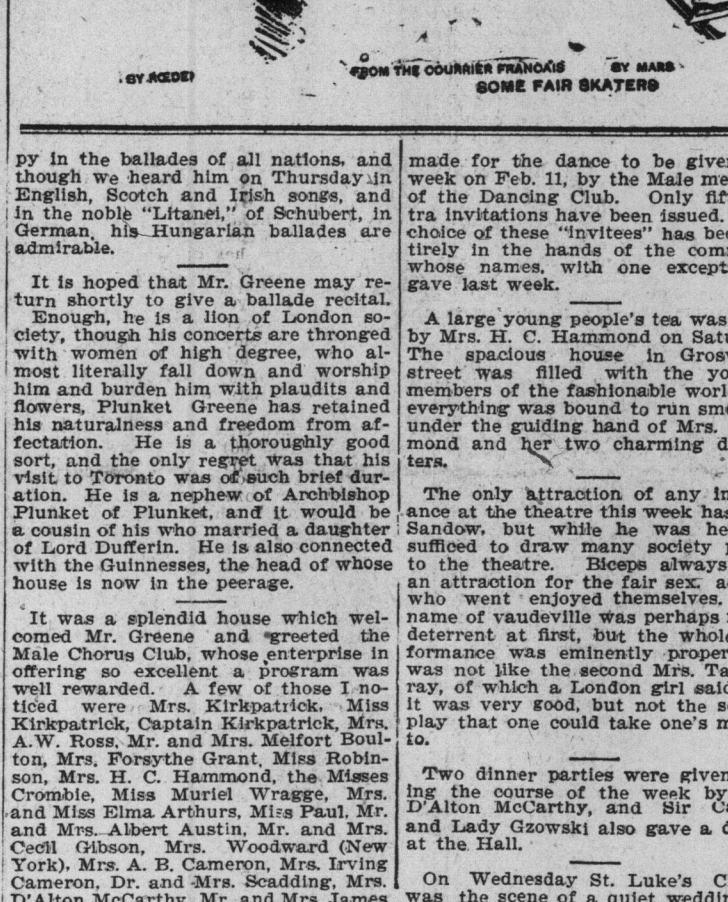 BY ROEDEL
FROM THE COURRIER FRANCAIS BY MARS
SOME FAIR SKATERS
py in the ballades of all nations, and
though we heard him on Thursday in
English, Scotch and Irish songs, and
in the noble "Litanei," of Schubert, in
German, his Hungarian ballades are
admirable.
It is hoped that Mr. Greene may re-
turn shortly to give a ballade recital.
Enough, he is a lion of London so-
ciety, though his concerts are thronged
with women of high degree, who al-
most literally fall down and worship
him and burden him with plaudits and
flowers, Plunket Greene has retained
his naturalness and freedom from af-
fectation. He is a thoroughly good
sort, and the only regret was that his
visit to Toronto was of such brief dur-
ation. He is a nephew of Archbishop
Plunket of Plunket, and it would be
a cousin of his who married a daughter
of Lord Dufferin. He is also connected
with the Guinnesses, the head of whose
house is now in the peerage.
It was a splendid house which wel-
comed Mr. Greene and greeted the
Male Chorus Club, whose enterprise in
offering so excellent a program was
well rewarded. A few of those I no-
ticed were Mrs. Kirkpatrick, Miss
Kirkpatrick, Captain Kirkpatrick, Mrs.
A.W. Ross, Mr. and Mrs. Melfort Boul-
ton, Mrs. Forsythe Grant, Miss Robin-
son, Mrs. H. C. Hammond, the Misses
Crombie, Miss Muriel Wragge, Mrs.
and Miss Elma Arthurs, Miss Paul, Mr.
and Mrs. Albert Austin, Mr. and Mrs.
Cecil Gibson, Mrs. Woodward (New
York), Mrs. A. B. Cameron, Mrs. Irving
Cameron, Dr. and Mrs. Scadding, Mrs.
D'Alton McCarthy, Mr. and Mrs. James
made for the dance to be give
week on Feb. 11, by the Male me
of the Dancing Club. Only fif
tra invitations have been issued.
choice of these "invitees" has bee
tirely in the hands of the com
whose names, with one except
gave last week.
A large young people's tea was
by Mrs. H. C. Hammond on Satu
The spacious house in Gros
street was filled with the yo
members of the fashionable worl
everything was bound to run smo
under the guiding hand of Mrs.
mond and her two charming d
ters.
The only attraction of any in
ance at the theatre this week has
Sandow, but while he was he
sufficed to draw many society
to the theatre. Biceps always
an attraction for the fair sex, a
who went enjoyed themselves.
name of vaudeville was perhaps
deterrent at first, but the whole
formance was eminently proper
was not like the second Mrs. Ta
ray, of which a London girl said
it was very good, but not the s
play that one could take one's m
to.
Two dinner parties were given
ing the course of the week by
D'Alton McCarthy, and Sir C
and Lady Gzowski also gave a d
at the Hall.
On Wednesday St. Luke's C
was the scene of a quiet weddin